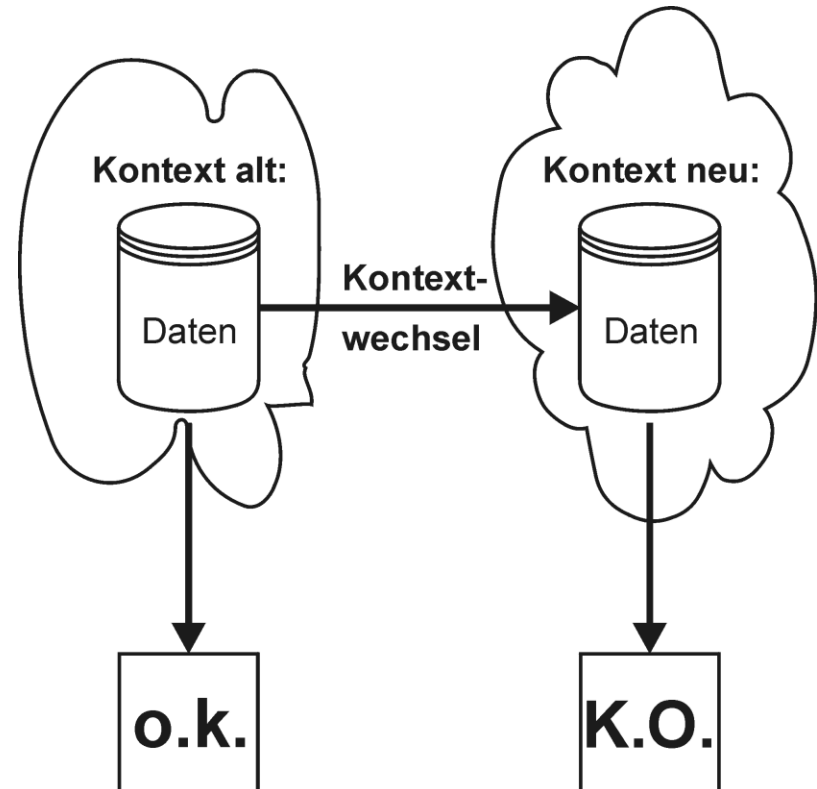 Kontext alt:
Kontext neu:
Daten
Kontext-
wechsel
Daten
o.k.
K.O.